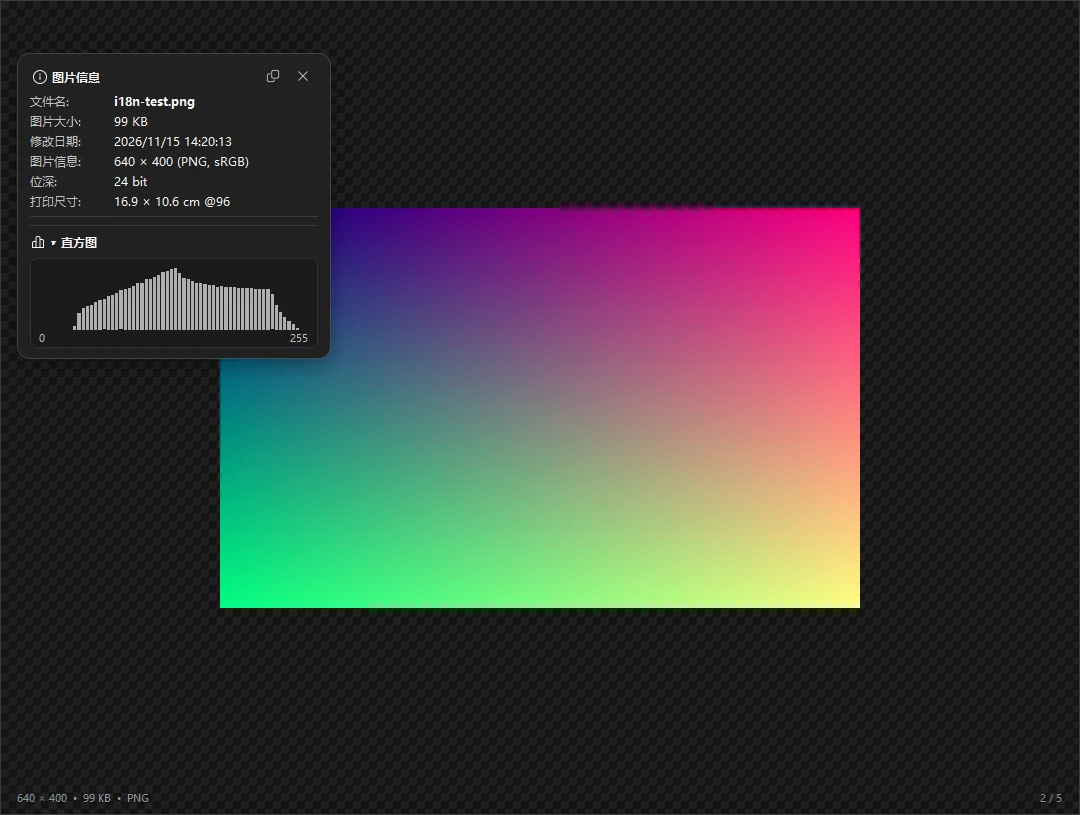 图片信息
文件名: i18n-test.png
图片大小: 99 KB
修改日期: 2026/11/15 14:20:13
图片信息: 640 × 400 (PNG, sRGB)
位深: 24 bit
打印尺寸: 16.9 × 10.6 cm @96
直方图
0 255
640 × 400 • 99 KB • PNG
2 / 5